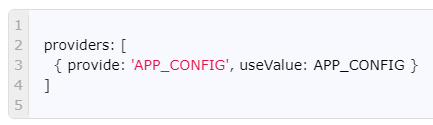 1
2 providers: [
3   { provide: 'APP_CONFIG', useValue: APP_CONFIG }
4 ]
5